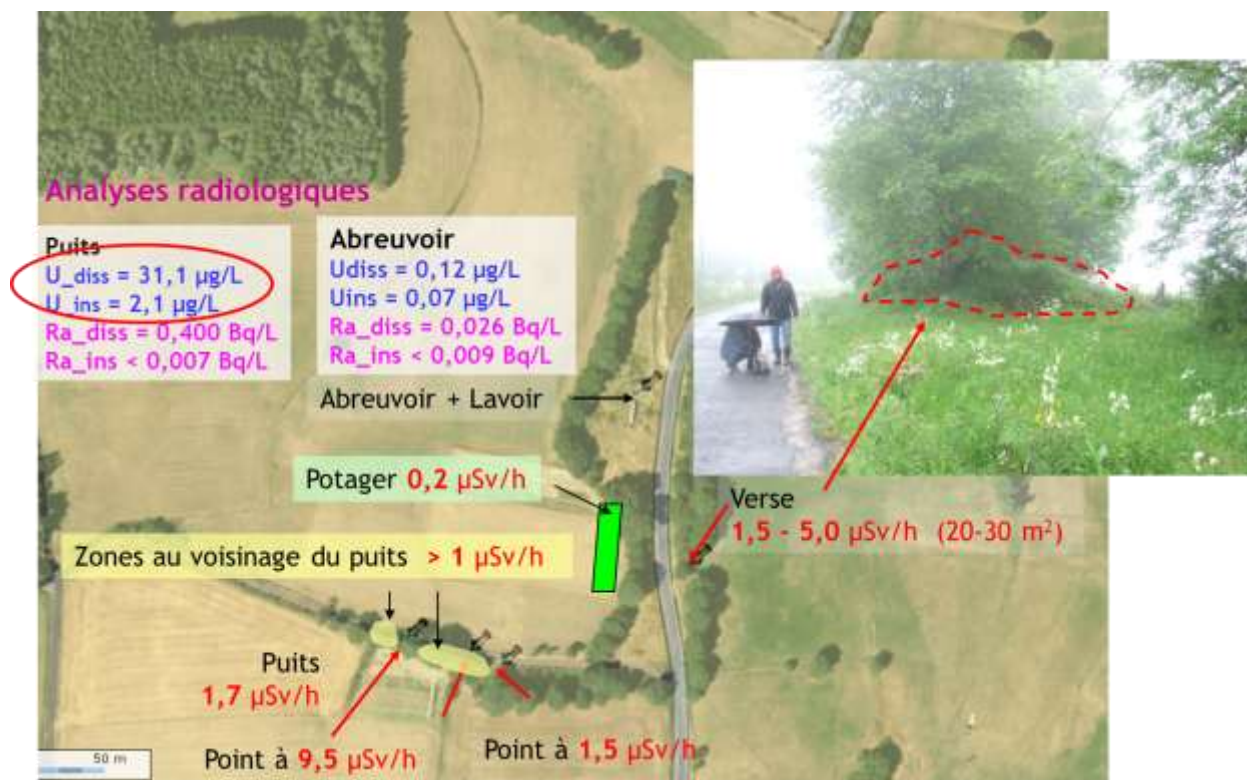 Analyses radiologiques
Puits
U_diss = 31,1 µg/L
U_ins = 2,1 µg/L
Ra_diss = 0,400 Bq/L
Ra_ins < 0,007 Bq/L
Abreuvoir
Udiss = 0,12 µg/L
Uins = 0,07 µg/L
Ra_diss = 0,026 Bq/L
Ra_ins < 0,009 Bq/L
Abreuvoir + Lavoir
Potager 0,2 µSv/h
Verse
1,5 - 5,0 µSv/h (20-30 m²)
Zones au voisinage du puits > 1 µSv/h
Puits
1,7 µSv/h
Point à 9,5 µSv/h
Point à 1,5 µSv/h
50 m